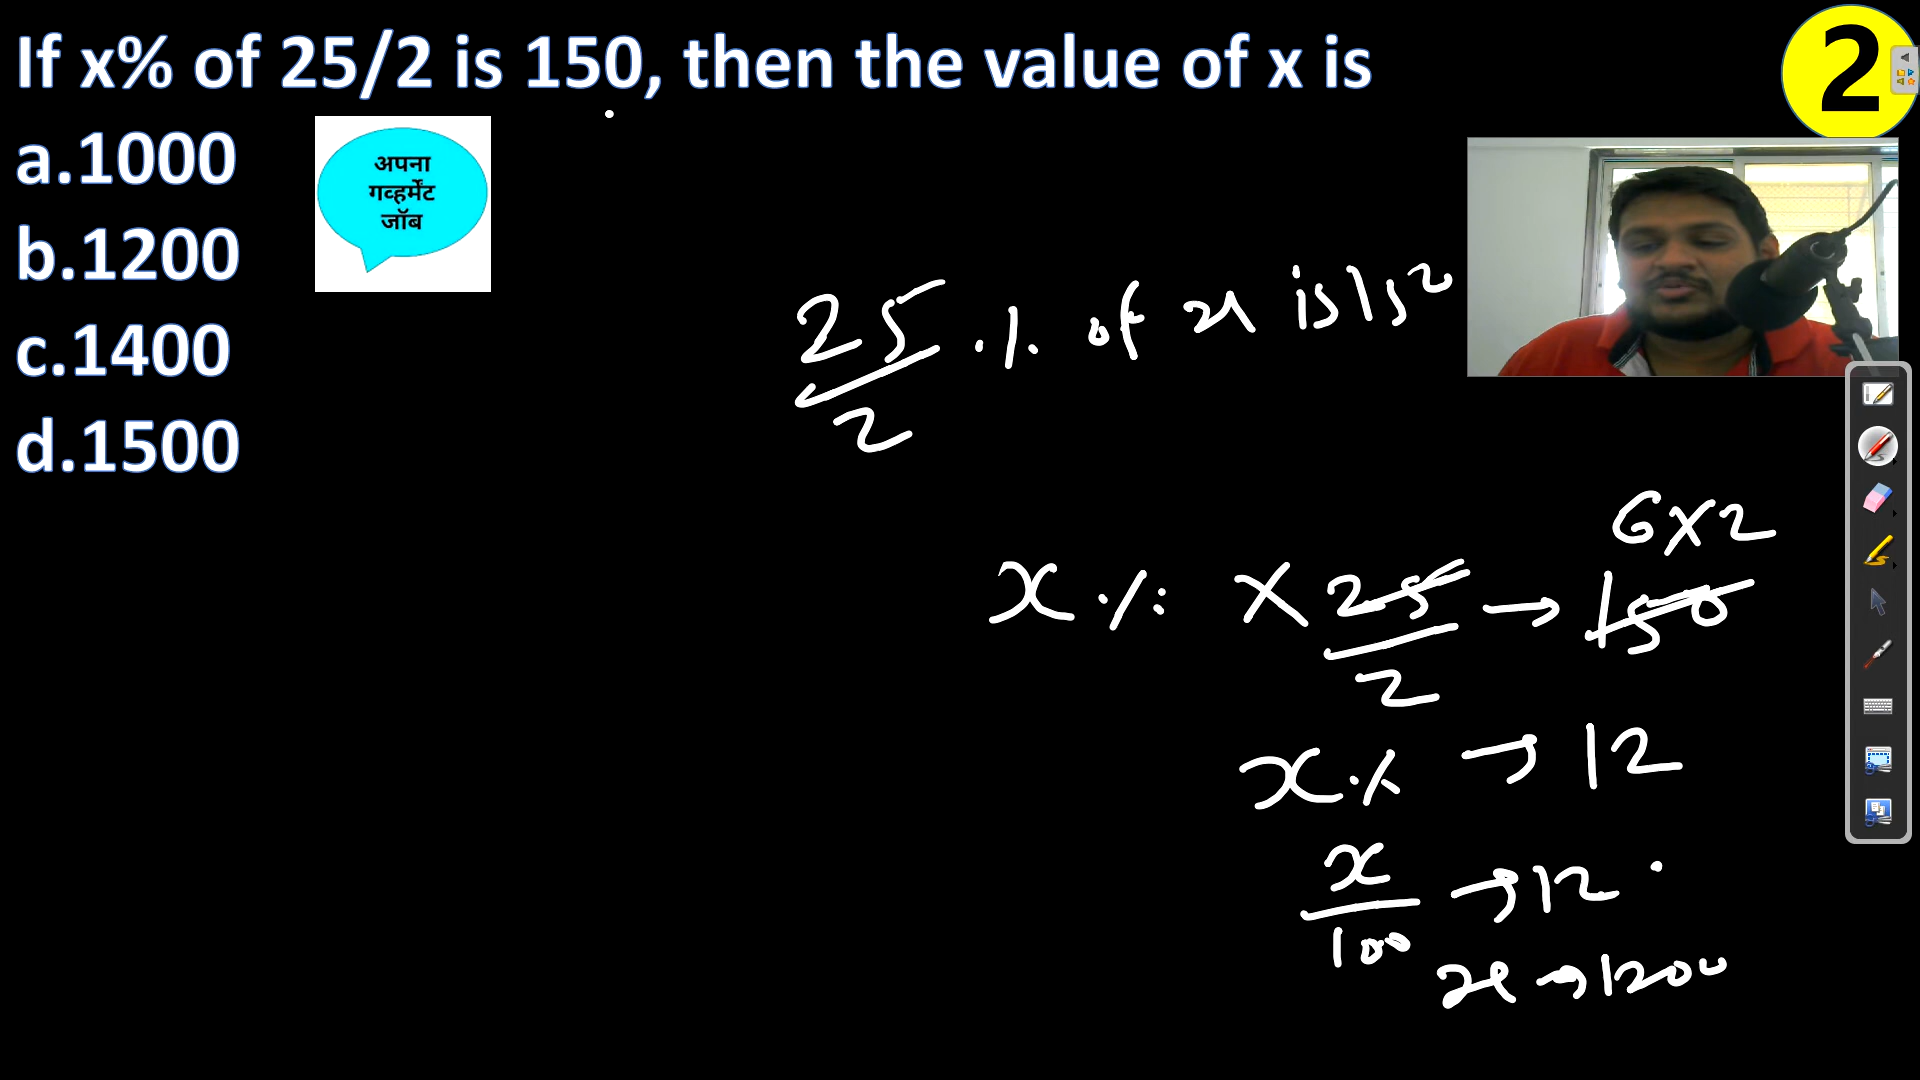 If x% of 25/2 is 150, then the value of x is
2
a.1000
b.1200
c.1400
d.1500
अपना
गव्हर्मेंट
जॉब
25/2 % of x is 150
x% × 25/2 → 150
6×2
x% → 12
x/100 → 12
x → 1200